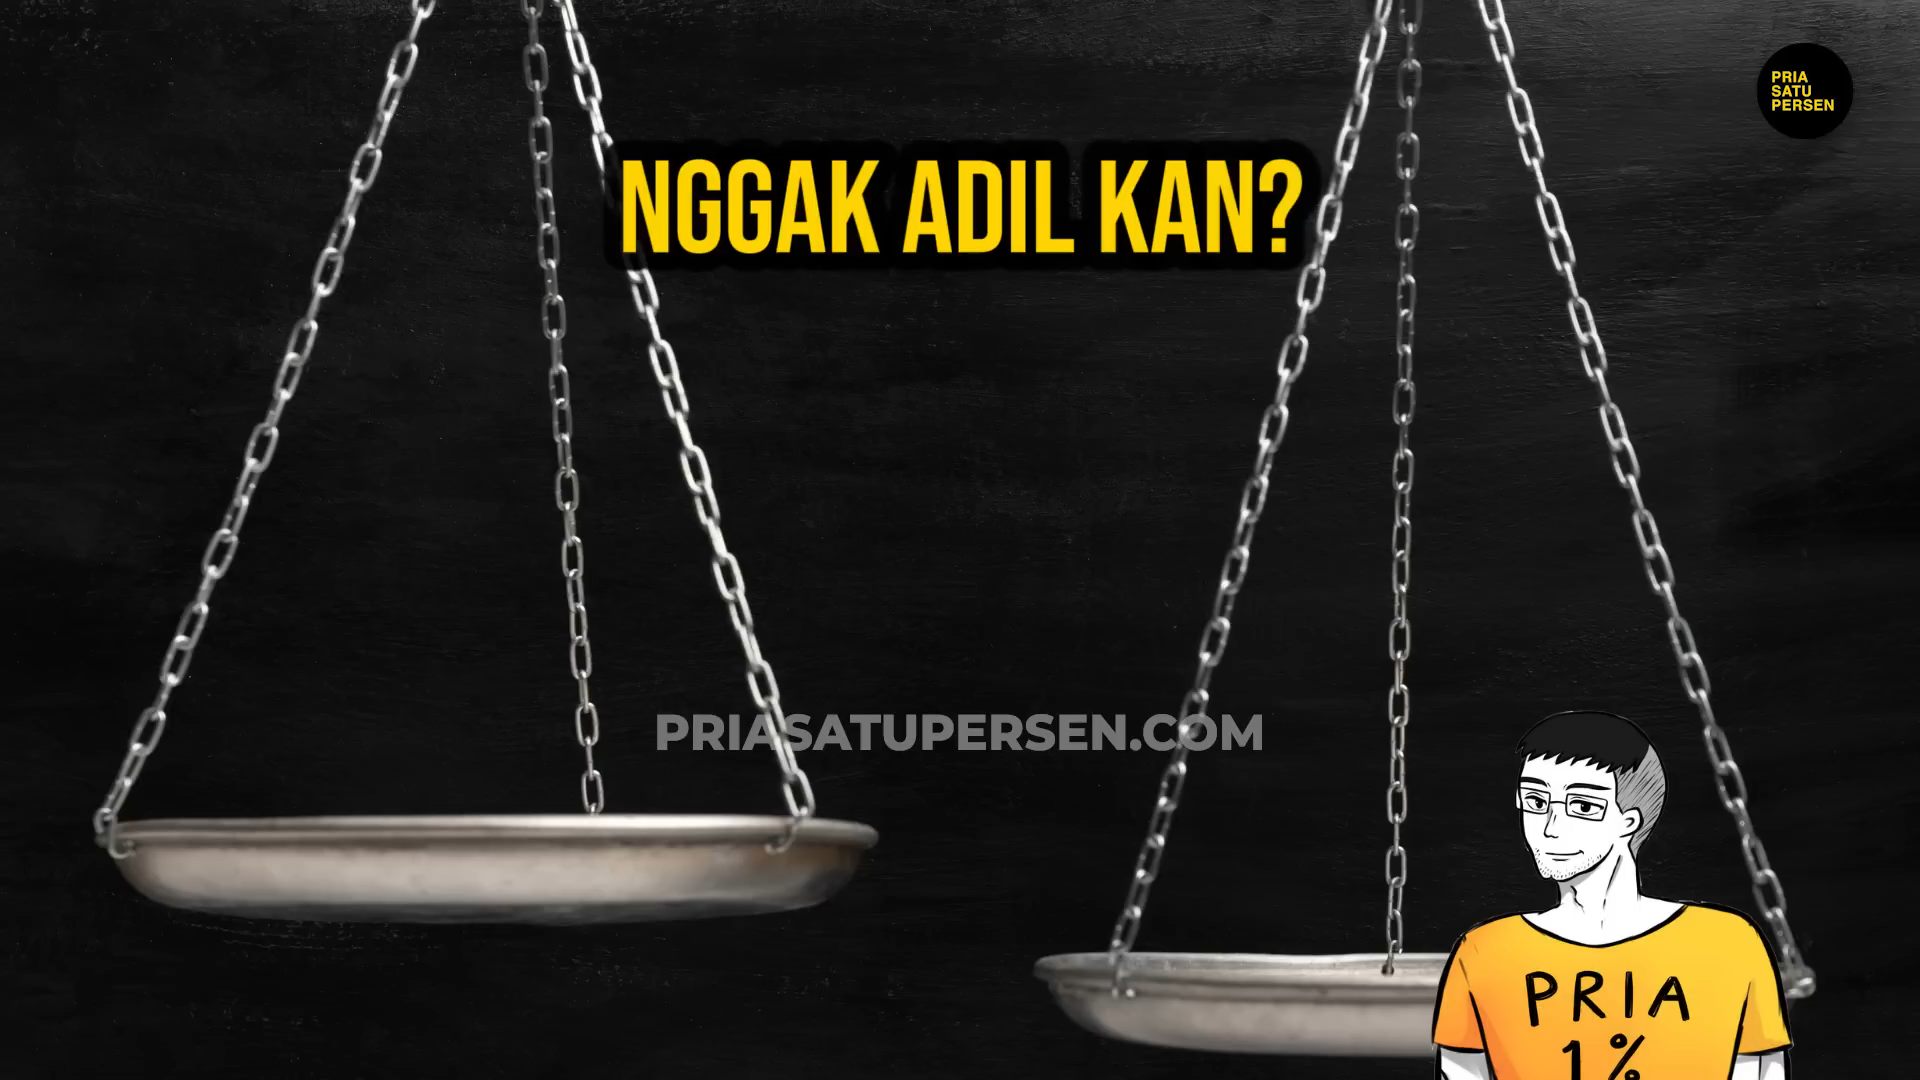 PRIA
SATU
PERSEN
NGGAK ADIL KAN?
PRIASATUPERSEN.COM
PRIA
1%